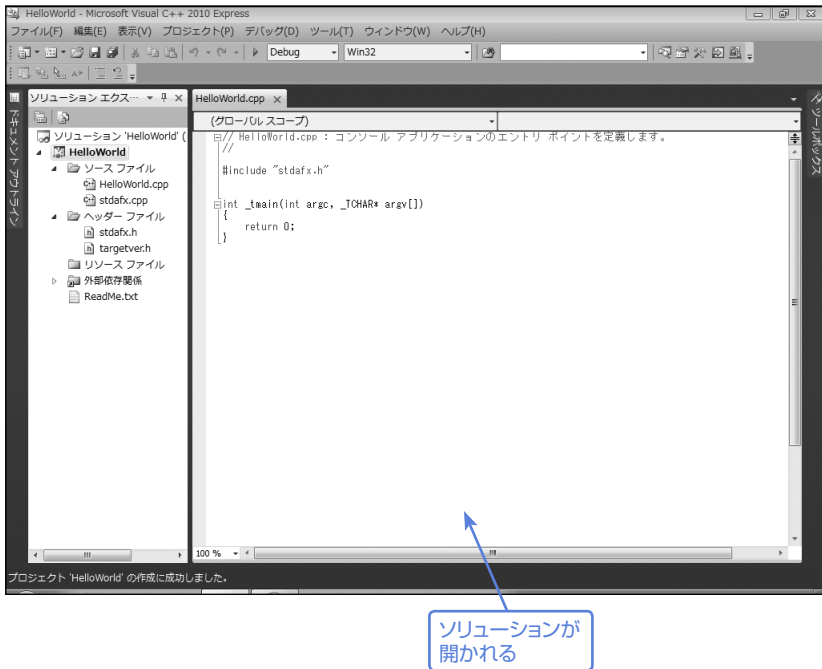 HelloWorld - Microsoft Visual C++ 2010 Express
ファイル(F) 編集(E) 表示(V) プロジェクト(P) デバッグ(D) ツール(T) ウィンドウ(W) ヘルプ(H)
Debug Win32
ドキュメント アウトライン
ソリューション エクス…
ソリューション 'HelloWorld' (
HelloWorld
ソース ファイル
HelloWorld.cpp
stdafx.cpp
ヘッダー ファイル
stdafx.h
targetver.h
リソース ファイル
外部依存関係
ReadMe.txt
HelloWorld.cpp
(グローバル スコープ)
// HelloWorld.cpp : コンソール アプリケーションのエントリ ポイントを定義します。
//
#include "stdafx.h"
int _tmain(int argc, _TCHAR* argv[])
{
return 0;
}
ツールボックス
100 %
プロジェクト 'HelloWorld' の作成に成功しました。
ソリューションが
開かれる